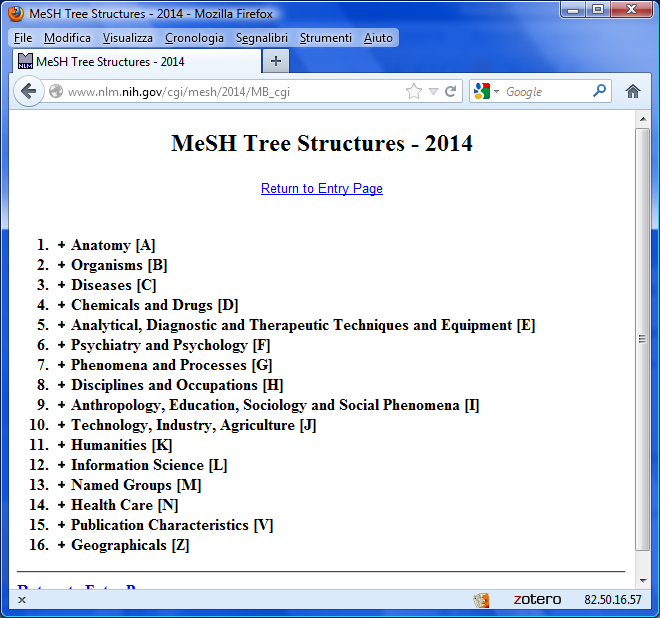 MeSH Tree Structures - 2014 - Mozilla Firefox
File Modifica Visualizza Cronologia Segnalibri Strumenti Aiuto
NLM MeSH Tree Structures - 2014 +
www.nlm.nih.gov/cgi/mesh/2014/MB_cgi Google
MeSH Tree Structures - 2014
Return to Entry Page
1. + Anatomy [A]
2. + Organisms [B]
3. + Diseases [C]
4. + Chemicals and Drugs [D]
5. + Analytical, Diagnostic and Therapeutic Techniques and Equipment [E]
6. + Psychiatry and Psychology [F]
7. + Phenomena and Processes [G]
8. + Disciplines and Occupations [H]
9. + Anthropology, Education, Sociology and Social Phenomena [I]
10. + Technology, Industry, Agriculture [J]
11. + Humanities [K]
12. + Information Science [L]
13. + Named Groups [M]
14. + Health Care [N]
15. + Publication Characteristics [V]
16. + Geographicals [Z]
zotero 82.50.16.57